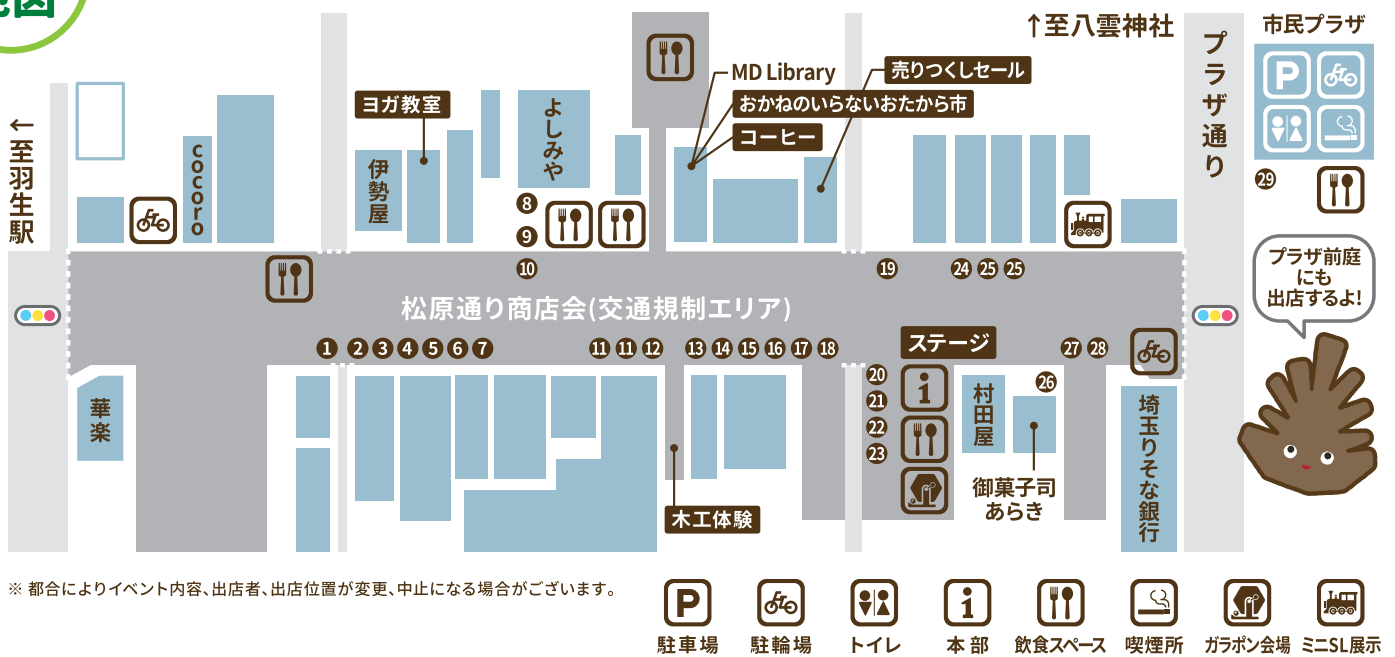 ↑至八雲神社
プラザ通り
市民プラザ
P
29
プラザ前庭
にも
出店するよ!
←至羽生駅
cocoro
ヨガ教室
伊勢屋
よしみや
MD Library
売りつくしセール
おかねのいらないおたから市
コーヒー
8
9
10
19
24
25
25
松原通り商店会(交通規制エリア)
1
2
3
4
5
6
7
11
11
12
13
14
15
16
17
18
ステージ
27
28
20
21
22
23
i
26
華楽
村田屋
御菓子司
あらき
埼玉りそな銀行
木工体験
※ 都合によりイベント内容、出店者、出店位置が変更、中止になる場合がございます。
P
i
駐車場
駐輪場
トイレ
本部
飲食スペース
喫煙所
ガラポン会場
ミニSL展示